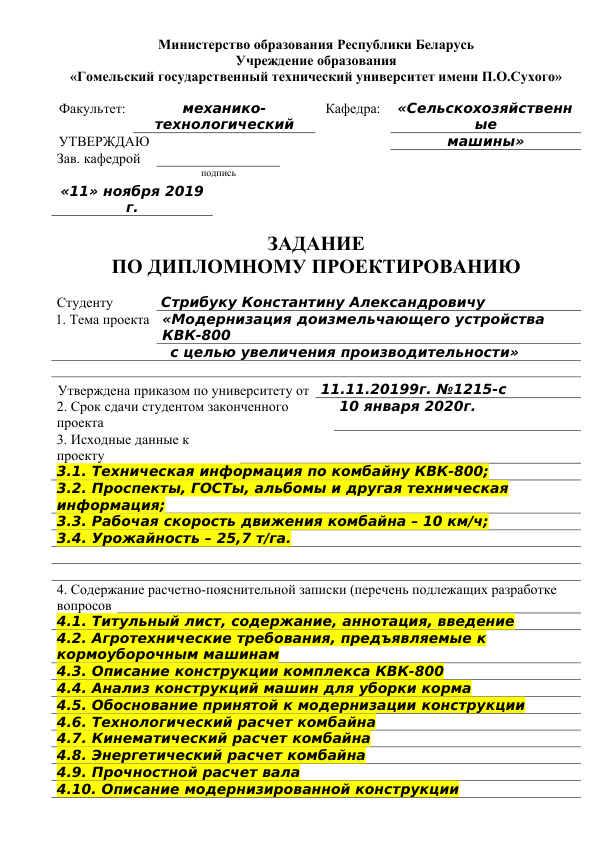 Министерство образования Республики Беларусь
Учреждение образования
«Гомельский государственный технический университет имени П.О.Сухого»
Факультет: механико- Кафедра: «Сельскохозяйственн
технологический ые
УТВЕРЖДАЮ машины»
Зав. кафедрой
подпись
«11» ноября 2019
г.
ЗАДАНИЕ
ПО ДИПЛОМНОМУ ПРОЕКТИРОВАНИЮ
Студенту Стрибуку Константину Александровичу
1. Тема проекта «Модернизация доизмельчающего устройства
КВК-800
с целью увеличения производительности»
Утверждена приказом по университету от 11.11.20199г. №1215-с
2. Срок сдачи студентом законченного 10 января 2020г.
проекта
3. Исходные данные к
проекту
3.1. Техническая информация по комбайну КВК-800;
3.2. Проспекты, ГОСТы, альбомы и другая техническая
информация;
3.3. Рабочая скорость движения комбайна – 10 км/ч;
3.4. Урожайность – 25,7 т/га.
4. Содержание расчетно-пояснительной записки (перечень подлежащих разработке
вопросов
4.1. Титульный лист, содержание, аннотация, введение
4.2. Агротехнические требования, предъявляемые к
кормоуборочным машинам
4.3. Описание конструкции комплекса КВК-800
4.4. Анализ конструкций машин для уборки корма
4.5. Обоснование принятой к модернизации конструкции
4.6. Технологический расчет комбайна
4.7. Кинематический расчет комбайна
4.8. Энергетический расчет комбайна
4.9. Прочностной расчет вала
4.10. Описание модернизированной конструкции